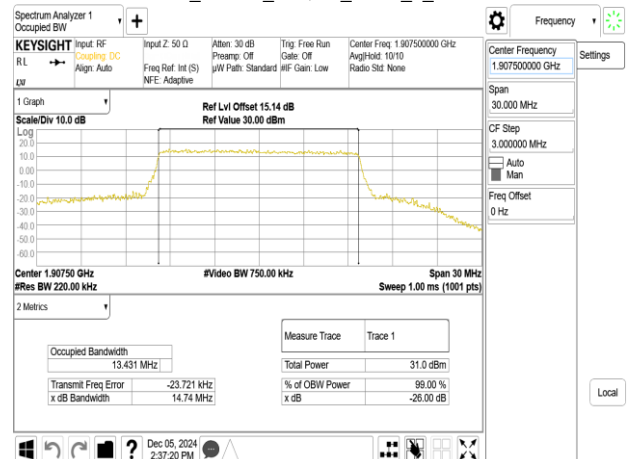 Spectrum Analyzer 1
Occupied BW
Frequency
KEYSIGHT
RL
Input: RF
Coupling: DC
Align: Auto
Input Z: 50 Ω
Freq Ref: Int (S)
NFE: Adaptive
Atten: 30 dB
Preamp: Off
µW Path: Standard
Trig: Free Run
Gate: Off
#IF Gain: Low
Center Freq: 1.907500000 GHz
Avg|Hold: 10/10
Radio Std: None
Center Frequency
1.907500000 GHz
Settings
Span
30.000 MHz
CF Step
3.000000 MHz
Auto
Man
Freq Offset
0 Hz
Local
1 Graph
Scale/Div 10.0 dB
Ref Lvl Offset 15.14 dB
Ref Value 30.00 dBm
Log
20.0
10.0
0.00
-10.0
-20.0
-30.0
-40.0
-50.0
-60.0
Center 1.90750 GHz
#Video BW 750.00 kHz
Span 30 MHz
#Res BW 220.00 kHz
Sweep 1.00 ms (1001 pts)
2 Metrics
Measure Trace
Trace 1
Occupied Bandwidth
13.431 MHz
Total Power
31.0 dBm
Transmit Freq Error
-23.721 kHz
% of OBW Power
99.00 %
x dB Bandwidth
14.74 MHz
x dB
-26.00 dB
?
Dec 05, 2024
2:37:20 PM